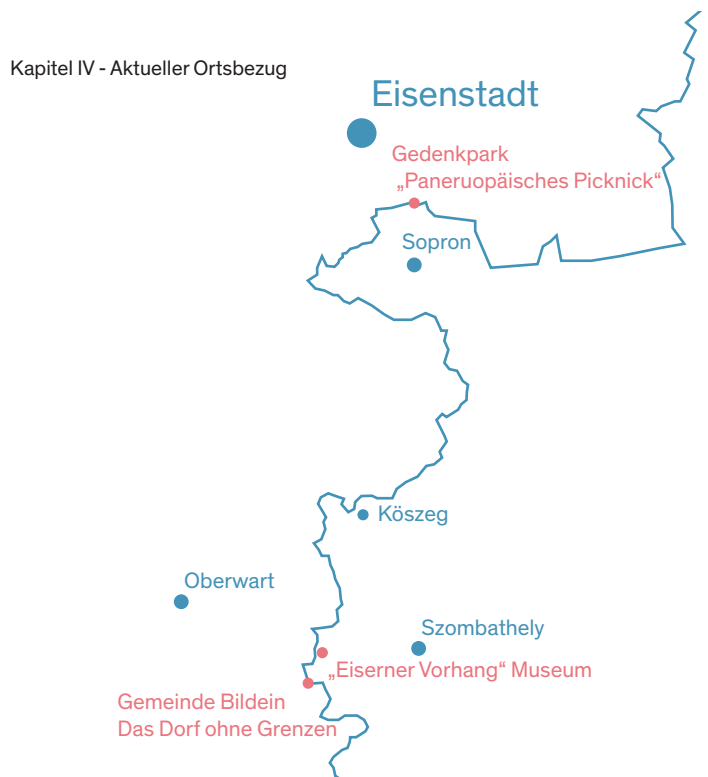 Kapitel IV - Aktueller Ortsbezug
Eisenstadt
Gedenkpark
„Paneruopäisches Picknick“
Sopron
Köszeg
Oberwart
Szombathely
„Eiserner Vorhang“ Museum
Gemeinde Bildein
Das Dorf ohne Grenzen